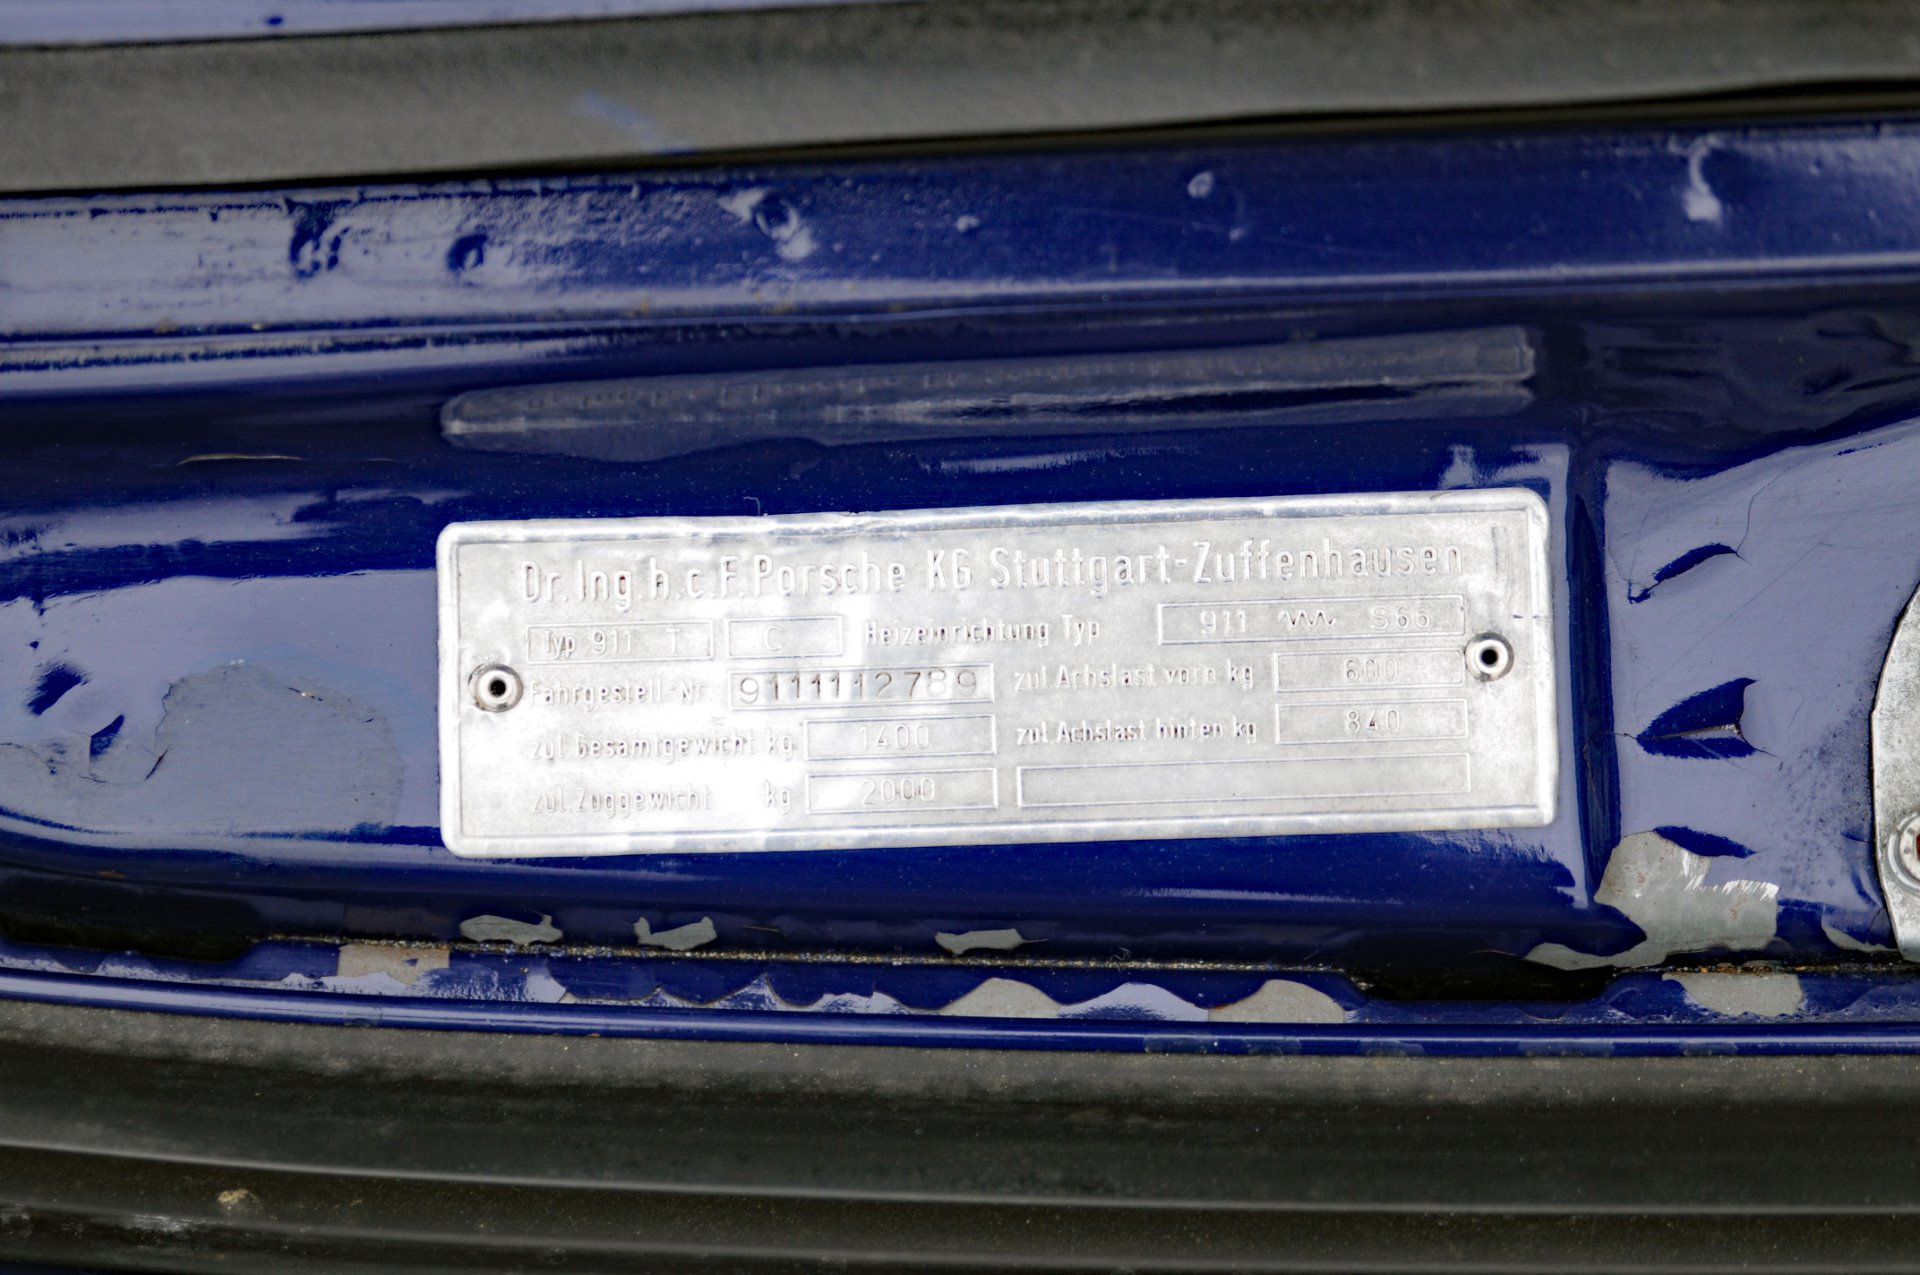 Dr. Ing. h.c. F. Porsche KG Stuttgart-Zuffenhausen
Typ 911 T C Heizeinrichtung Typ 911 S66
Fahrgestell-Nr. 9111112789 zul. Achslast vorn kg 600
zul. Gesamtgewicht kg 1400 zul. Achslast hinten kg 840
zul. Zuggewicht kg 2000